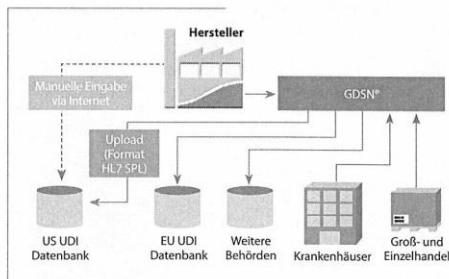 Hersteller
Manuelle Eingabe
via Internet
GDSN®
Upload
(Format
HL7 SPL)
US UDI
Datenbank
EU UDI
Datenbank
Weitere
Behörden
Krankenhäuser
Groß- und
Einzelhandel